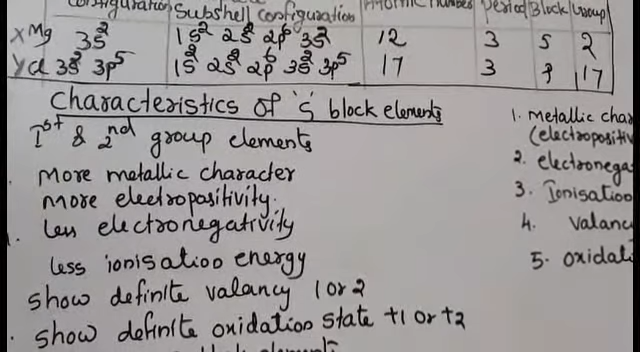 configuration Subshell configuration Atomic Number Period Block Group
X Mg 3s² 1s² 2s² 2p⁶ 3s² 12 3 s 2
Y Cl 3s² 3p⁵ 1s² 2s² 2p⁶ 3s² 3p⁵ 17 3 p 17
Characteristics of 's' block elements
Iˢᵗ & 2ⁿᵈ group elements
More metallic character
more electropositivity.
Less electronegativity
less ionisation energy
show definite valancy 1 or 2
show definite oxidation state +1 or +2
1. Metallic cha
(electropositiv
2. electronega
3. Ionisation
4. valanc
5. oxidat